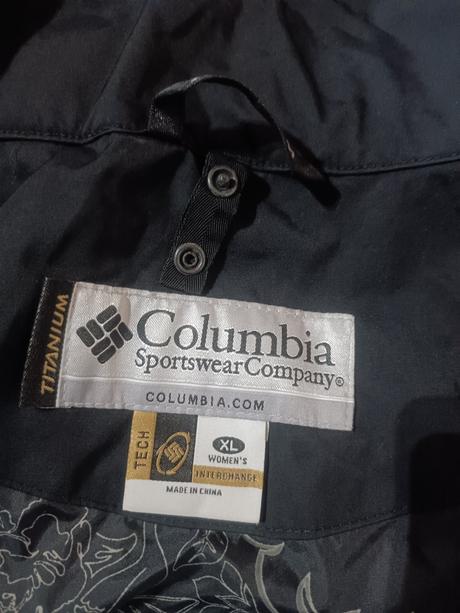 TITANIUM
Columbia
Sportswear Company®
COLUMBIA.COM
TECH
XL
WOMEN'S
INTERCHANGE
MADE IN CHINA